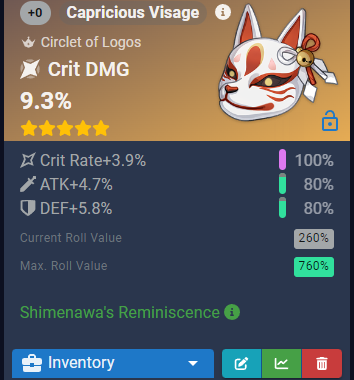 +0 Capricious Visage
Circlet of Logos
Crit DMG
9.3%
Crit Rate+3.9% 100%
ATK+4.7% 80%
DEF+5.8% 80%
Current Roll Value 260%
Max. Roll Value 760%
Shimenawa's Reminiscence
Inventory